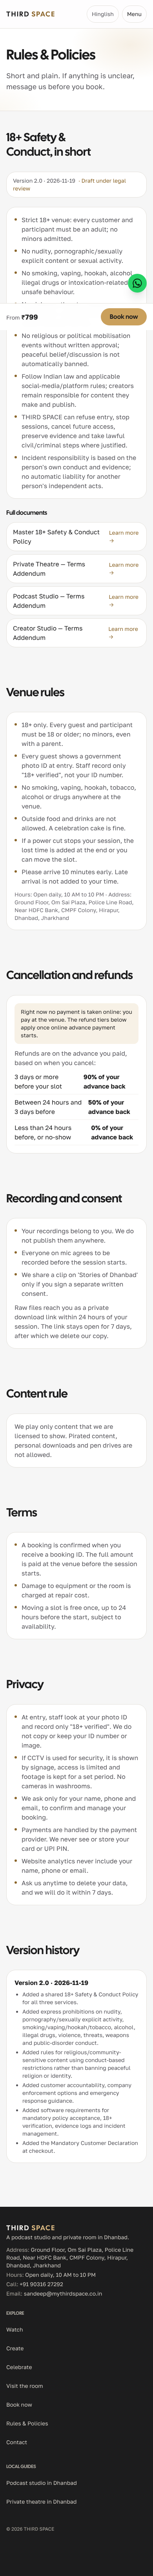 THIRD SPACE
Hinglish
Menu
Rules & Policies
Short and plain. If anything is unclear,
message us before you book.
18+ Safety &
Conduct, in short
Version 2.0 · 2026-11-19 · Draft under legal
review
Strict 18+ venue: every customer and
participant must be an adult; no
minors admitted.
No nudity, pornographic/sexually
explicit content or sexual activity.
No smoking, vaping, hookah, alcohol,
illegal drugs or intoxication causing
unsafe behaviour.
From ₹799
Book now
No religious or political mobilisation
events without written approval;
peaceful belief/discussion is not
automatically banned.
Follow Indian law and applicable
social-media/platform rules; creators
remain responsible for content they
make and publish.
THIRD SPACE can refuse entry, stop
sessions, cancel future access,
preserve evidence and take lawful
civil/criminal steps where justified.
Incident responsibility is based on the
person's own conduct and evidence;
no automatic liability for another
person's independent acts.
Full documents
Master 18+ Safety & Conduct
Policy
Learn more
→
Private Theatre — Terms
Addendum
Learn more
→
Podcast Studio — Terms
Addendum
Learn more
→
Creator Studio — Terms
Addendum
Learn more
→
Venue rules
18+ only. Every guest and participant
must be 18 or older; no minors, even
with a parent.
Every guest shows a government
photo ID at entry. Staff record only
"18+ verified", not your ID number.
No smoking, vaping, hookah, tobacco,
alcohol or drugs anywhere at the
venue.
Outside food and drinks are not
allowed. A celebration cake is fine.
If a power cut stops your session, the
lost time is added at the end or you
can move the slot.
Please arrive 10 minutes early. Late
arrival is not added to your time.
Hours: Open daily, 10 AM to 10 PM · Address:
Ground Floor, Om Sai Plaza, Police Line Road,
Near HDFC Bank, CMPF Colony, Hirapur,
Dhanbad, Jharkhand
Cancellation and refunds
Right now no payment is taken online: you
pay at the venue. The refund tiers below
apply once online advance payment
starts.
Refunds are on the advance you paid,
based on when you cancel:
3 days or more
before your slot
90% of your
advance back
Between 24 hours and
3 days before
50% of your
advance back
Less than 24 hours
before, or no-show
0% of your
advance back
Recording and consent
Your recordings belong to you. We do
not publish them anywhere.
Everyone on mic agrees to be
recorded before the session starts.
We share a clip on 'Stories of Dhanbad'
only if you sign a separate written
consent.
Raw files reach you as a private
download link within 24 hours of your
session. The link stays open for 7 days,
after which we delete our copy.
Content rule
We play only content that we are
licensed to show. Pirated content,
personal downloads and pen drives are
not allowed.
Terms
A booking is confirmed when you
receive a booking ID. The full amount
is paid at the venue before the session
starts.
Damage to equipment or the room is
charged at repair cost.
Moving a slot is free once, up to 24
hours before the start, subject to
availability.
Privacy
At entry, staff look at your photo ID
and record only "18+ verified". We do
not copy or keep your ID number or
image.
If CCTV is used for security, it is shown
by signage, access is limited and
footage is kept for a set period. No
cameras in washrooms.
We ask only for your name, phone and
email, to confirm and manage your
booking.
Payments are handled by the payment
provider. We never see or store your
card or UPI PIN.
Website analytics never include your
name, phone or email.
Ask us anytime to delete your data,
and we will do it within 7 days.
Version history
Version 2.0 · 2026-11-19
Added a shared 18+ Safety & Conduct Policy
for all three services.
Added express prohibitions on nudity,
pornography/sexually explicit activity,
smoking/vaping/hookah/tobacco, alcohol,
illegal drugs, violence, threats, weapons
and public-disorder conduct.
Added rules for religious/community-
sensitive content using conduct-based
restrictions rather than banning peaceful
religion or identity.
Added customer accountability, company
enforcement options and emergency
response guidance.
Added software requirements for
mandatory policy acceptance, 18+
verification, evidence logs and incident
management.
Added the Mandatory Customer Declaration
at checkout.
THIRD SPACE
A podcast studio and private room in Dhanbad.
Address: Ground Floor, Om Sai Plaza, Police Line
Road, Near HDFC Bank, CMPF Colony, Hirapur,
Dhanbad, Jharkhand
Hours: Open daily, 10 AM to 10 PM
Call: +91 90316 27292
Email: sandeep@mythirdspace.co.in
EXPLORE
Watch
Create
Celebrate
Visit the room
Book now
Rules & Policies
Contact
LOCAL GUIDES
Podcast studio in Dhanbad
Private theatre in Dhanbad
© 2026 THIRD SPACE